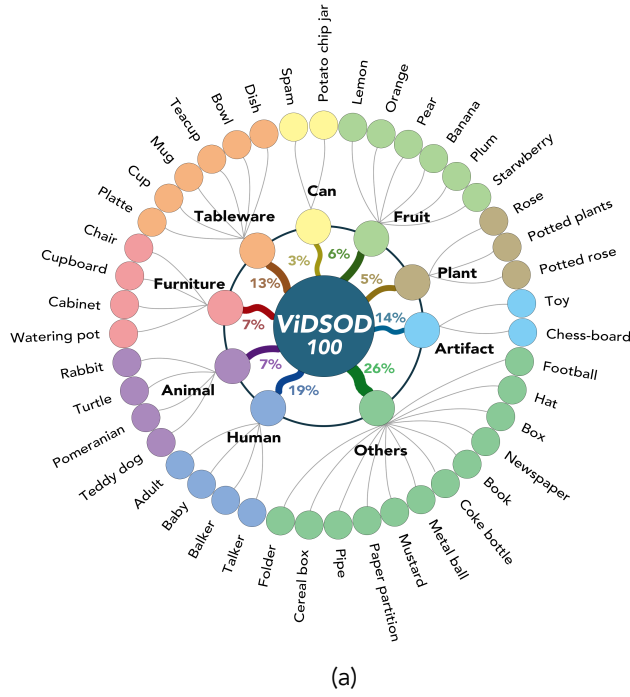 Spam
Potato chip jar
Lemon
Orange
Pear
Banana
Plum
Starwberry
Rose
Potted plants
Potted rose
Toy
Chess-board
Football
Hat
Box
Newspaper
Book
Coke bottle
Metal ball
Mustard
Paper partition
Pipe
Cereal box
Folder
Talker
Balker
Baby
Adult
Teddy dog
Pomeranian
Turtle
Rabbit
Watering pot
Cabinet
Cupboard
Chair
Platte
Cup
Mug
Teacup
Bowl
Dish
Can
Fruit
Plant
Artifact
Others
Human
Animal
Furniture
Tableware
3%
6%
5%
14%
26%
19%
7%
7%
13%
ViDSOD
100
(a)